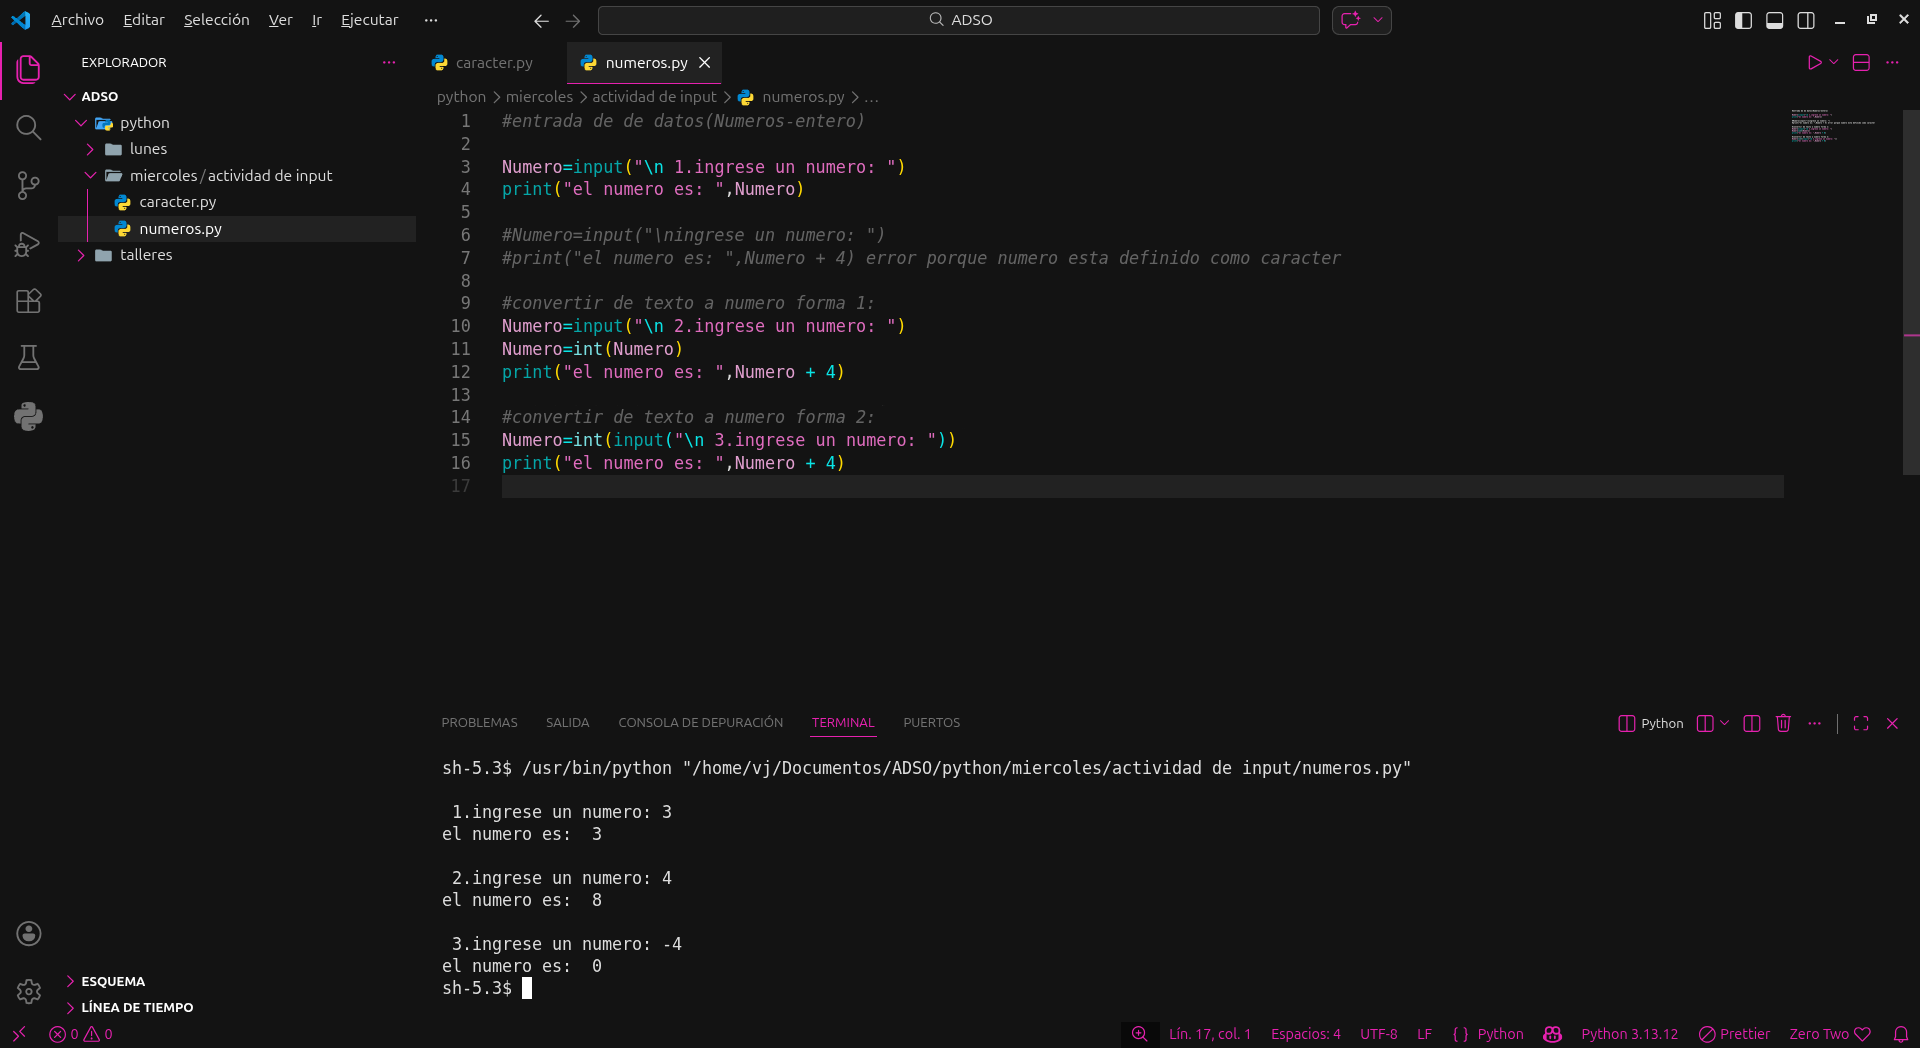 Archivo Editar Selección Ver Ir Ejecutar ···
ADSO
EXPLORADOR
ADSO
python
lunes
miercoles/actividad de input
caracter.py
numeros.py
talleres
ESQUEMA
LÍNEA DE TIEMPO
caracter.py
numeros.py
python > miercoles > actividad de input > numeros.py > ...
1 #entrada de de datos(Numeros-entero)
2
3 Numero=input("\n 1.ingrese un numero: ")
4 print("el numero es: ",Numero)
5
6 #Numero=input("\ningrese un numero: ")
7 #print("el numero es: ",Numero + 4) error porque numero esta definido como caracter
8
9 #convertir de texto a numero forma 1:
10 Numero=input("\n 2.ingrese un numero: ")
11 Numero=int(Numero)
12 print("el numero es: ",Numero + 4)
13
14 #convertir de texto a numero forma 2:
15 Numero=int(input("\n 3.ingrese un numero: "))
16 print("el numero es: ",Numero + 4)
17
PROBLEMAS SALIDA CONSOLA DE DEPURACIÓN TERMINAL PUERTOS
Python
sh-5.3$ /usr/bin/python "/home/vj/Documentos/ADSO/python/miercoles/actividad de input/numeros.py"
1.ingrese un numero: 3
el numero es:  3
2.ingrese un numero: 4
el numero es:  8
3.ingrese un numero: -4
el numero es:  0
sh-5.3$
0 0
Lín. 17, col. 1 Espacios: 4 UTF-8 LF { } Python Python 3.13.12 Prettier Zero Two